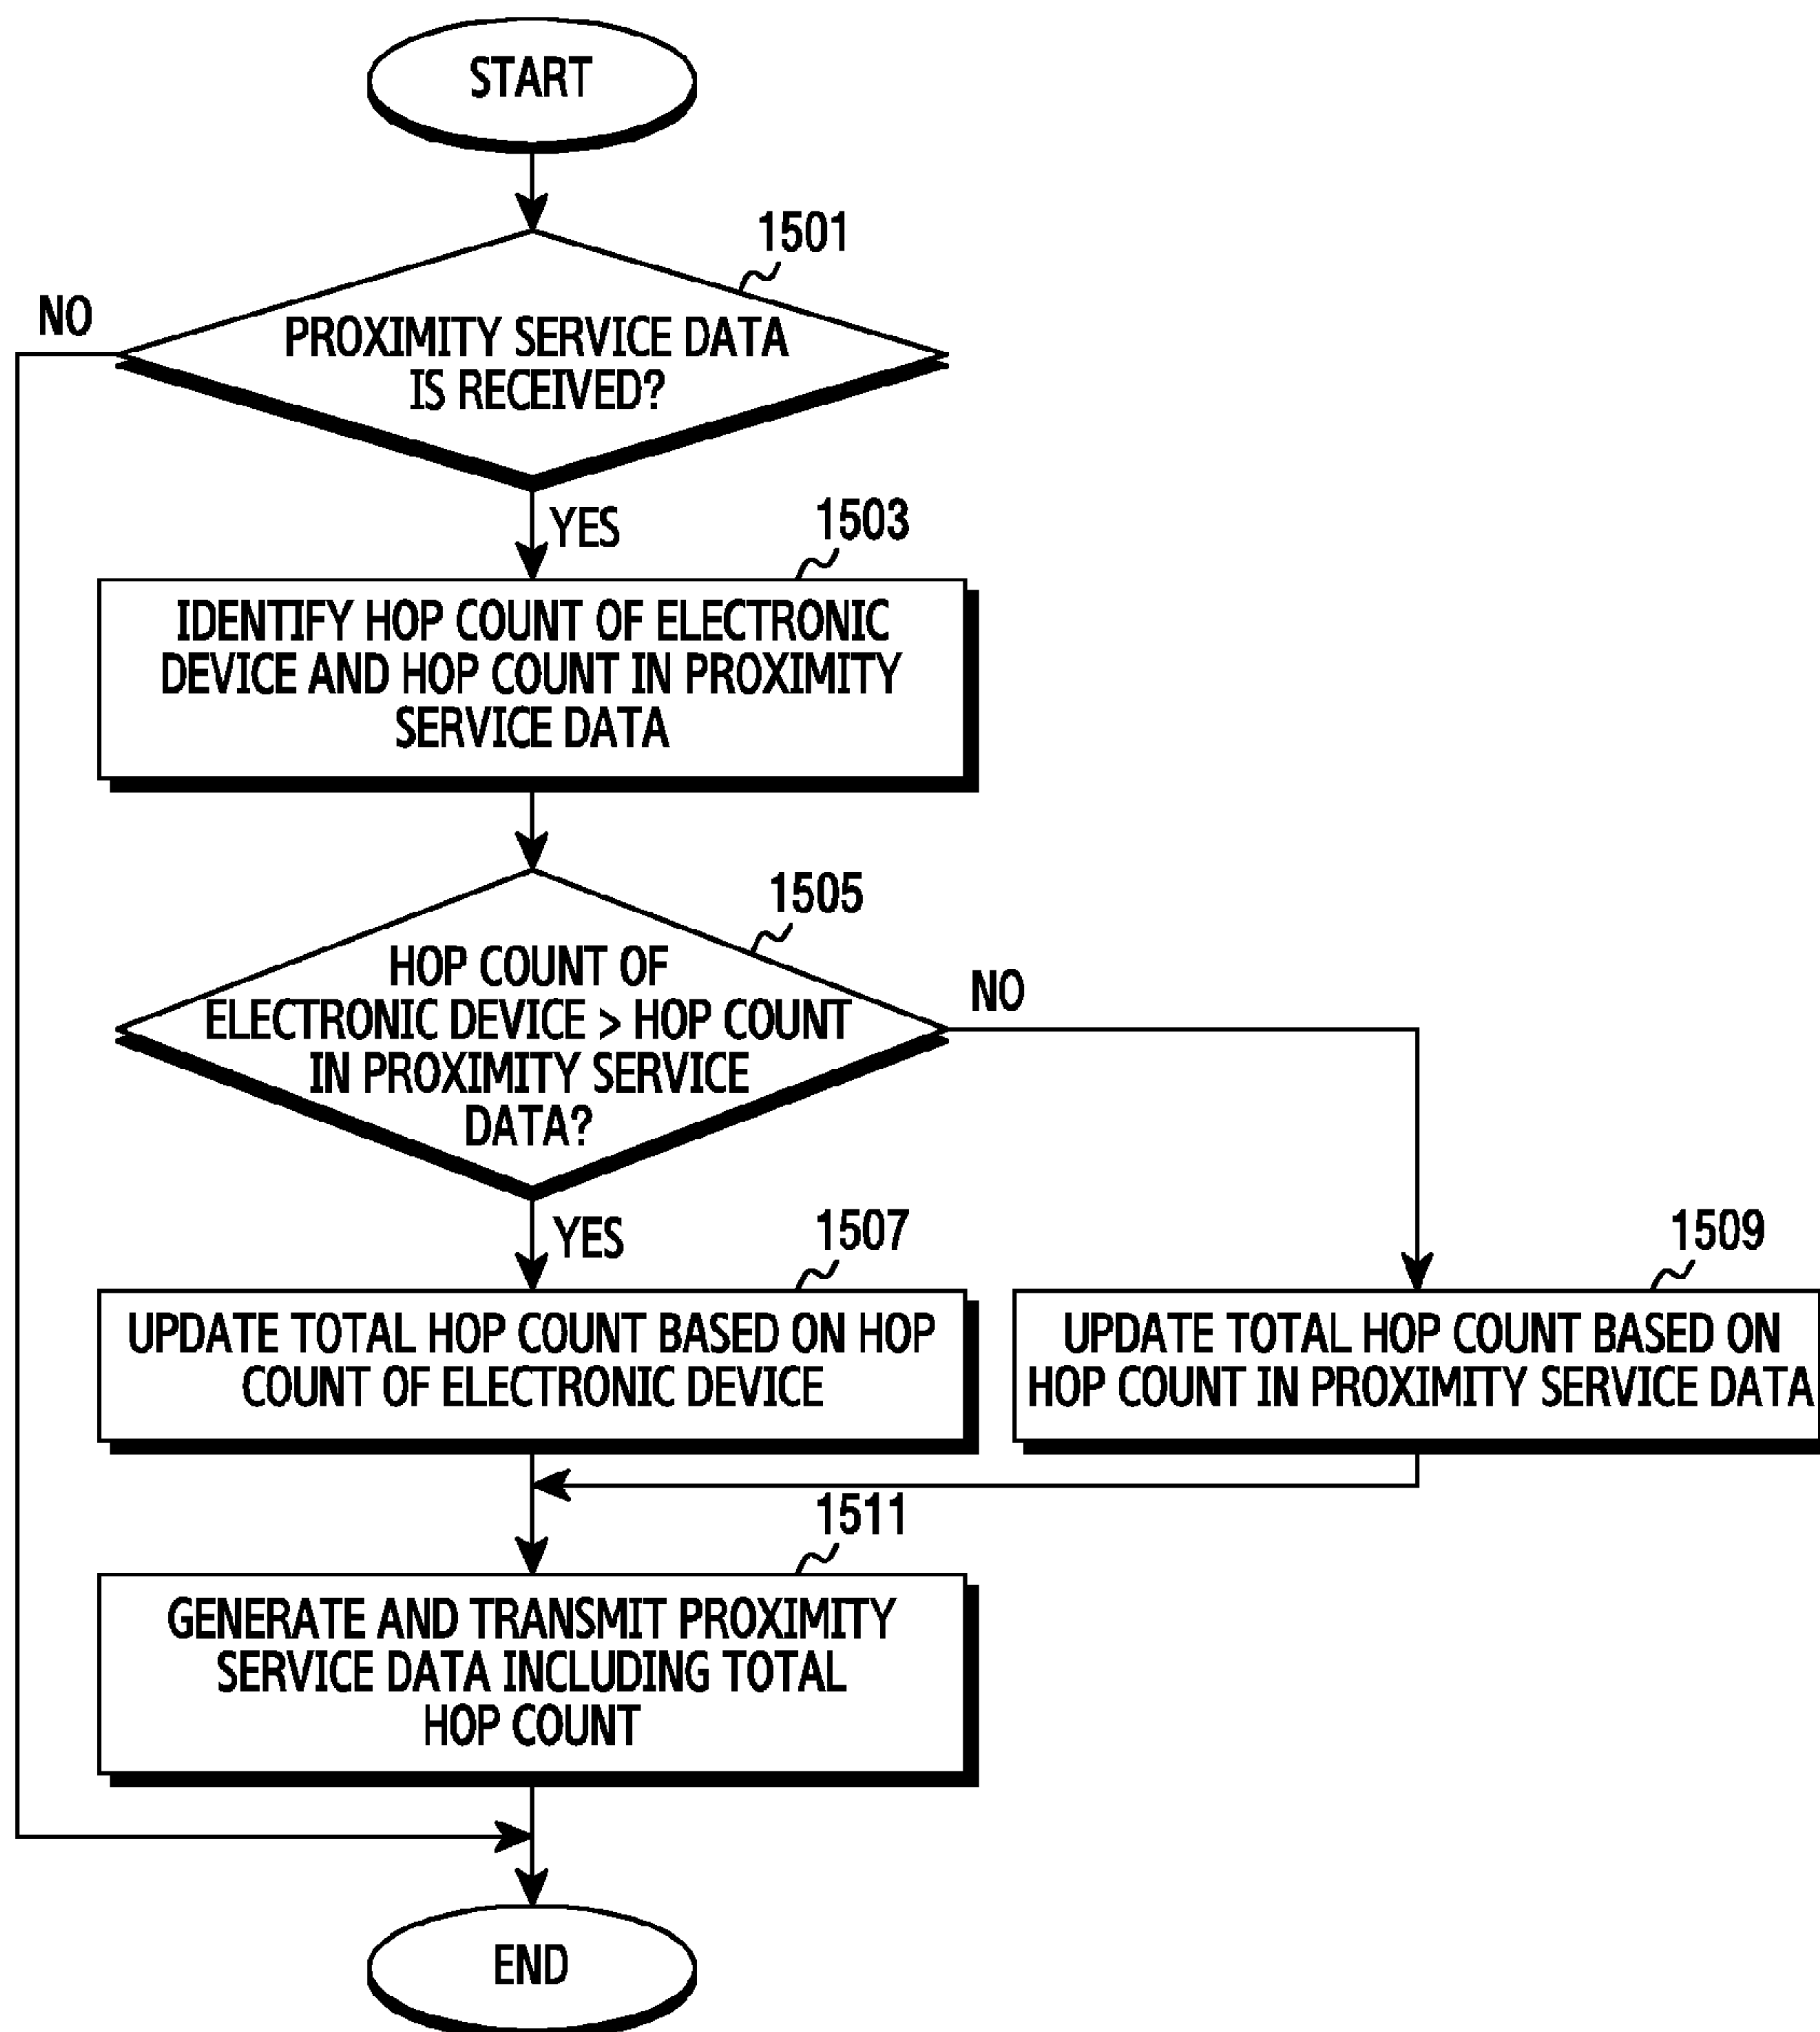 START
1501
NO
PROXIMITY SERVICE DATA
IS RECEIVED?
YES
1503
IDENTIFY HOP COUNT OF ELECTRONIC
DEVICE AND HOP COUNT IN PROXIMITY
SERVICE DATA
1505
HOP COUNT OF
ELECTRONIC DEVICE > HOP COUNT
IN PROXIMITY SERVICE
DATA?
NO
YES
1507
UPDATE TOTAL HOP COUNT BASED ON HOP
COUNT OF ELECTRONIC DEVICE
1509
UPDATE TOTAL HOP COUNT BASED ON
HOP COUNT IN PROXIMITY SERVICE DATA
1511
GENERATE AND TRANSMIT PROXIMITY
SERVICE DATA INCLUDING TOTAL
HOP COUNT
END